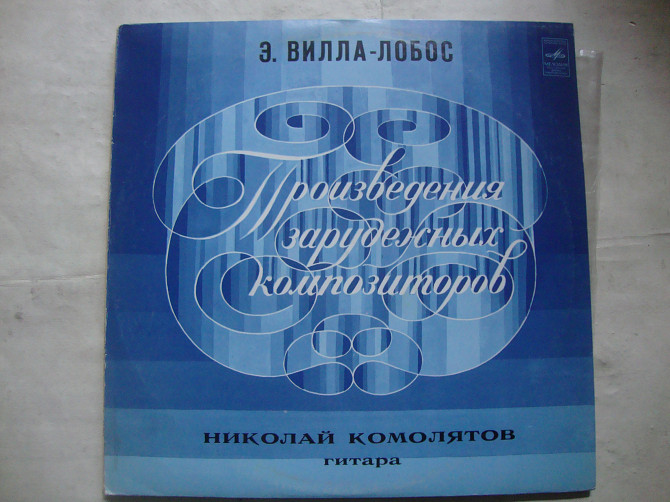 Э. ВИЛЛА-ЛОБОС
Произведения
зарубежных
композиторов
НИКОЛАЙ КОМОЛЯТОВ
гитара